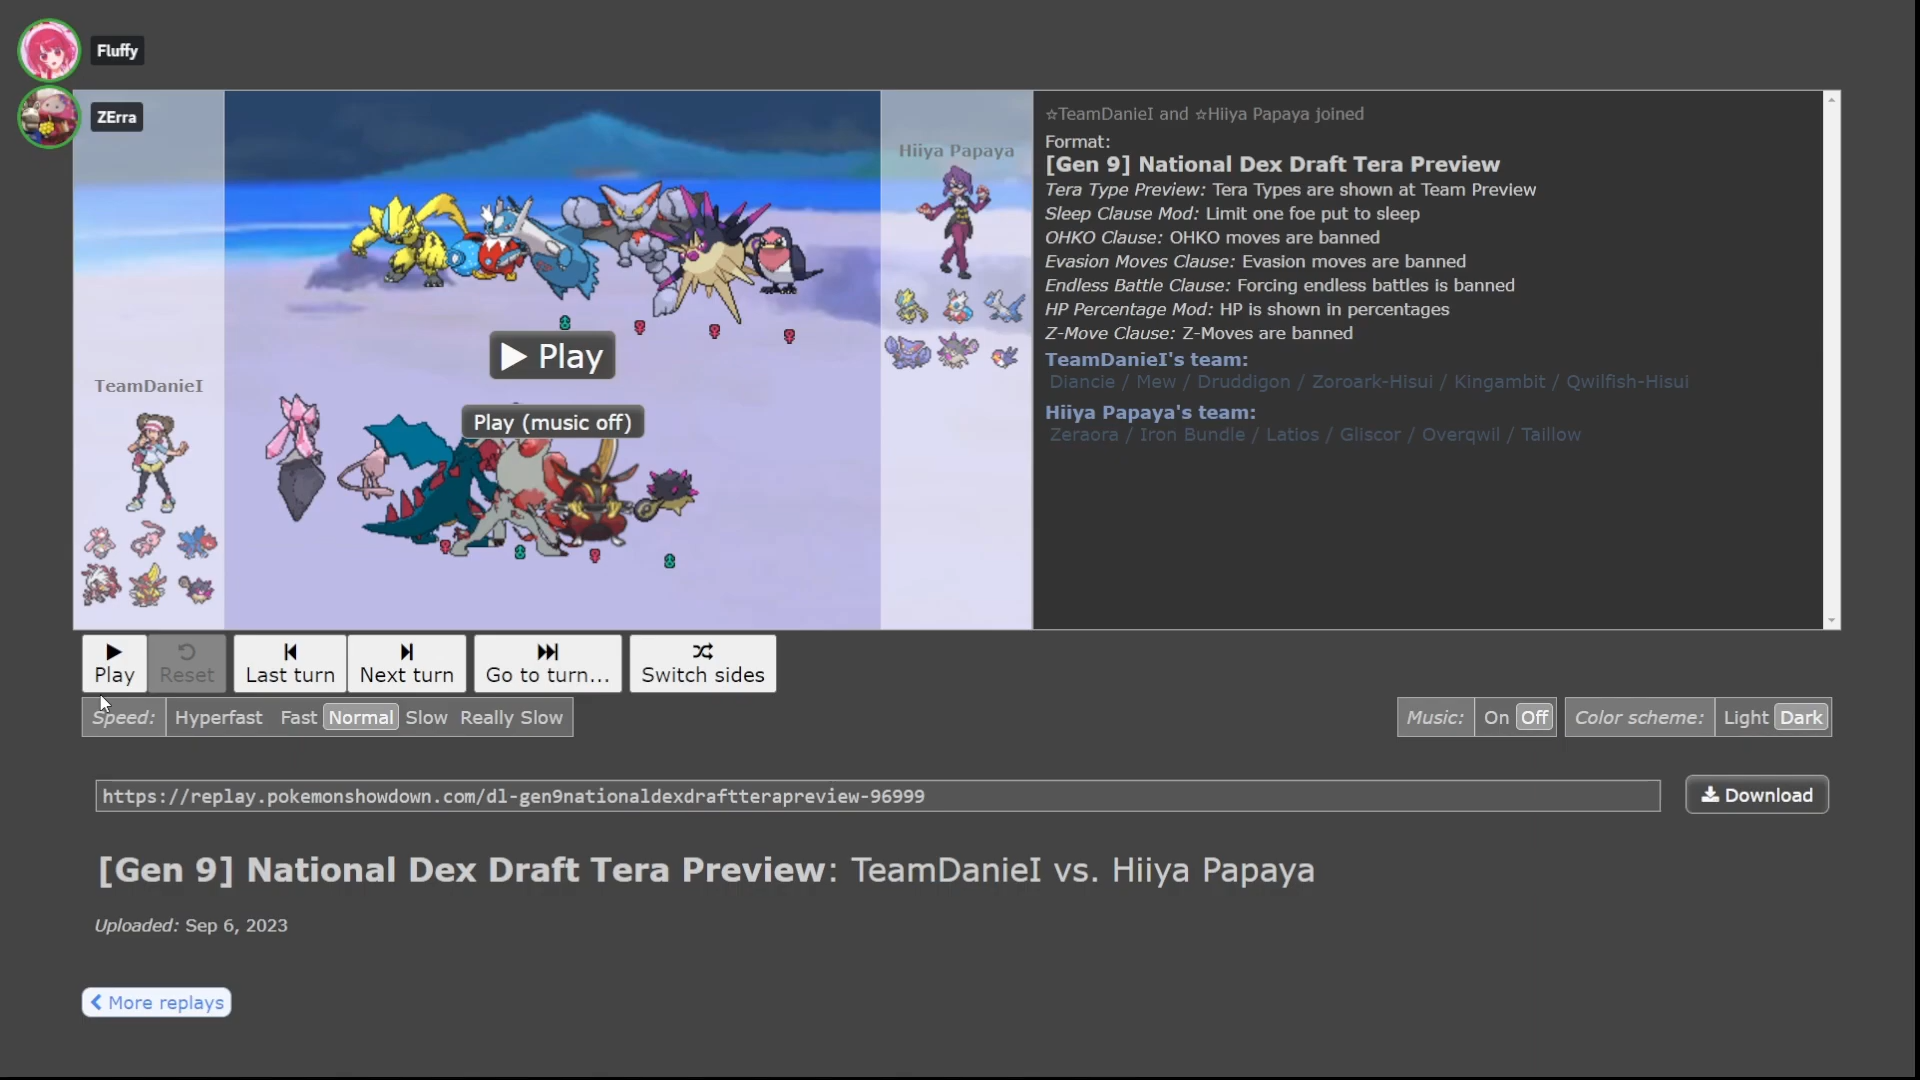 Fluffy
ZErra
☆TeamDanieI and ☆Hiiya Papaya joined
Format:
[Gen 9] National Dex Draft Tera Preview
Tera Type Preview: Tera Types are shown at Team Preview
Sleep Clause Mod: Limit one foe put to sleep
OHKO Clause: OHKO moves are banned
Evasion Moves Clause: Evasion moves are banned
Endless Battle Clause: Forcing endless battles is banned
HP Percentage Mod: HP is shown in percentages
Z-Move Clause: Z-Moves are banned
TeamDanieI's team:
Diancie / Mew / Druddigon / Zoroark-Hisui / Kingambit / Qwilfish-Hisui
Hiiya Papaya's team:
Zeraora / Iron Bundle / Latios / Gliscor / Overqwil / Taillow
Hiiya Papaya
TeamDanieI
Play
Play (music off)
Play
Reset
Last turn
Next turn
Go to turn...
Switch sides
Speed: Hyperfast Fast Normal Slow Really Slow
Music: On Off
Color scheme: Light Dark
https://replay.pokemonshowdown.com/dl-gen9nationaldexdraftterapreview-96999
Download
[Gen 9] National Dex Draft Tera Preview: TeamDanieI vs. Hiiya Papaya
Uploaded: Sep 6, 2023
More replays